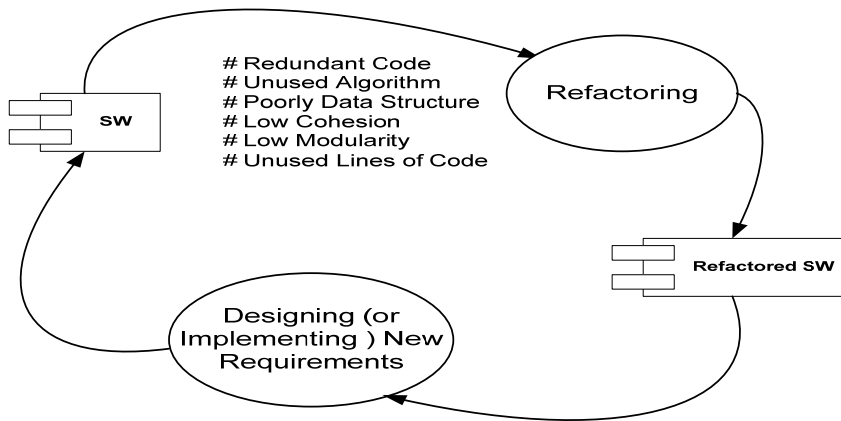 # Redundant Code
# Unused Algorithm
# Poorly Data Structure
# Low Cohesion
# Low Modularity
# Unused Lines of Code
Refactoring
SW
Refactored SW
Designing (or
Implementing ) New
Requirements